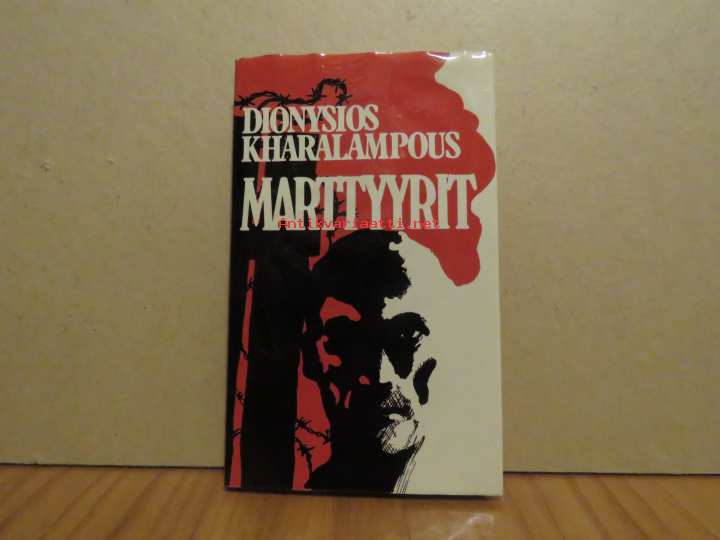 DIONYSIOS
KHARALAMPOUS
MARTTYYRIT
Antikvariaatti.net